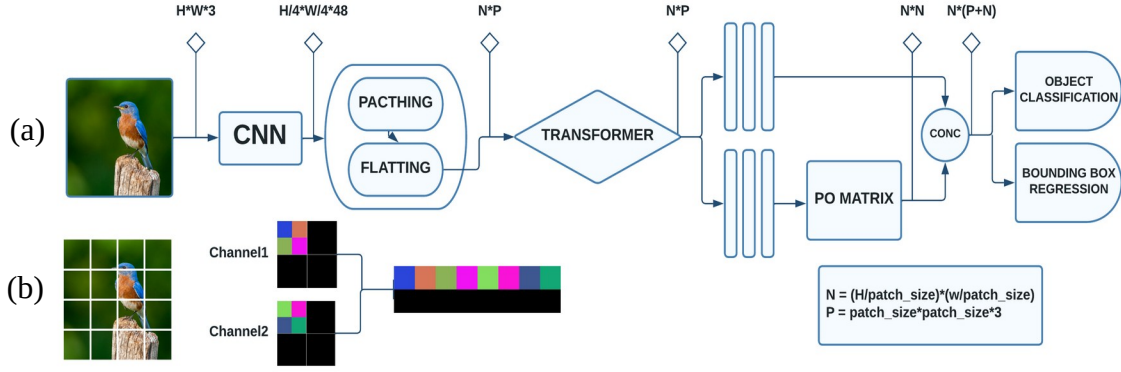 H*W*3
H/4*W/4*48
N*P
N*P
N*N
N*(P+N)
(a)
CNN
PACTHING
FLATTING
TRANSFORMER
PO MATRIX
CONC
OBJECT
CLASSIFICATION
BOUNDING BOX
REGRESSION
(b)
Channel1
Channel2
N = (H/patch_size)*(w/patch_size)
P = patch_size*patch_size*3